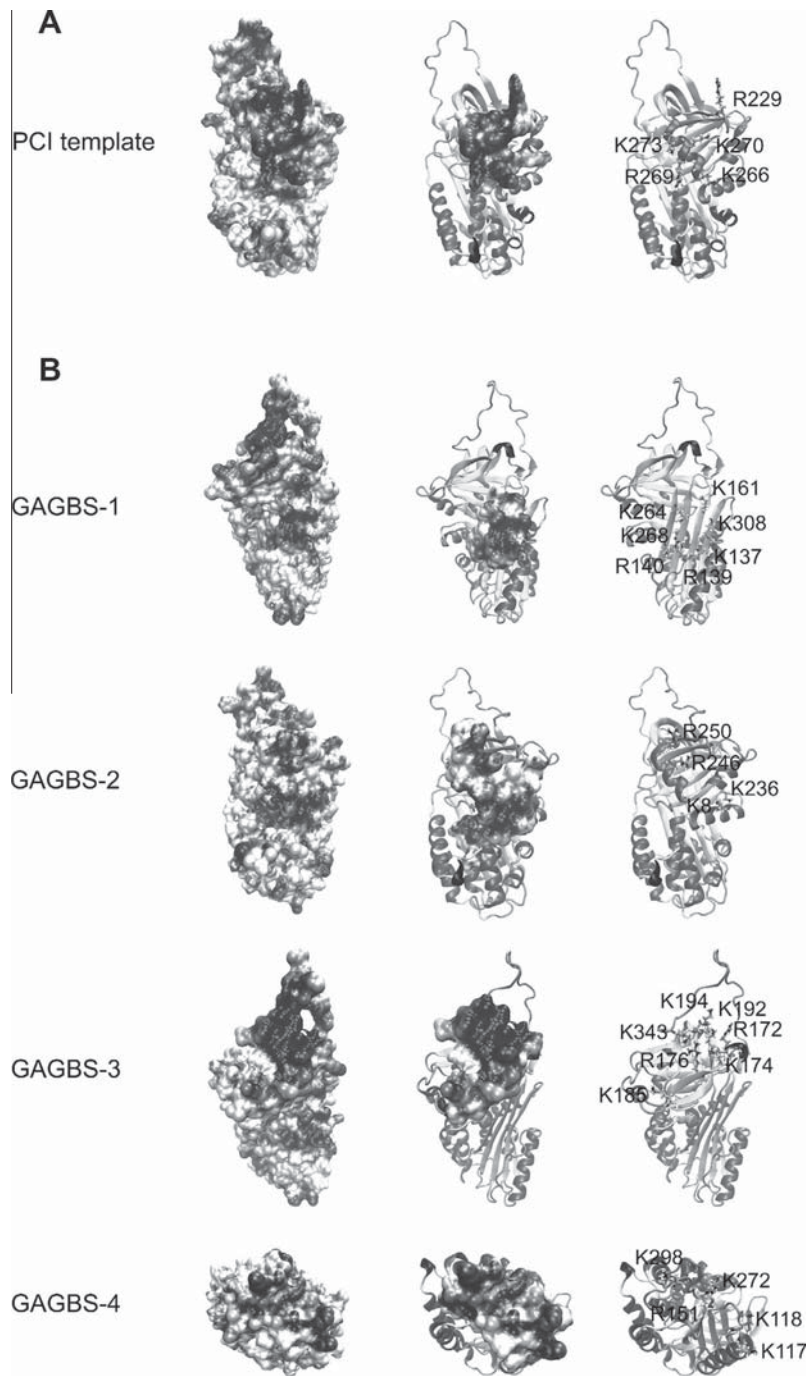 A
PCI template
R229
K273
K270
R269
K266
B
GAGBS-1
K161
K264
K308
K268
K137
R140
R139
GAGBS-2
R250
R246
K236
K8
GAGBS-3
K194
K192
K343
R172
R176
K174
K185
GAGBS-4
K298
K272
R151
K118
K117